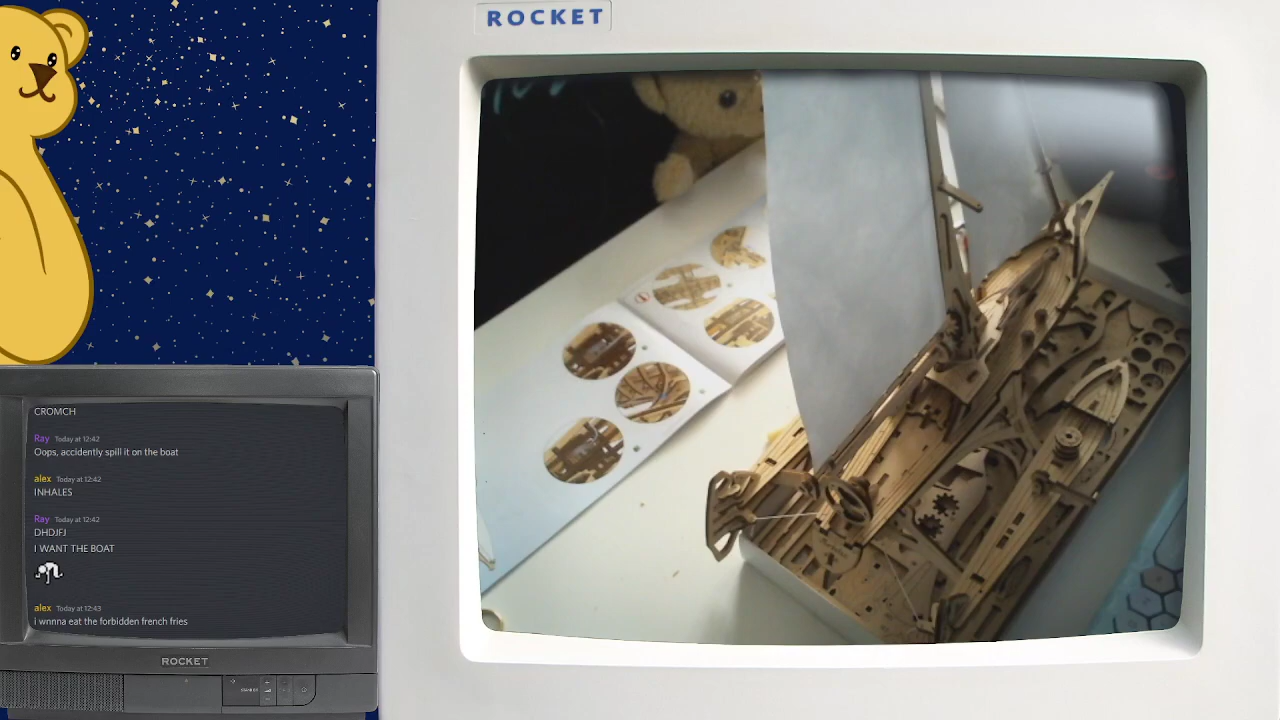 ROCKET
CROMCH
Ray Today at 12:42
Oops, accidently spill it on the boat
alex Today at 12:42
INHALES
Ray Today at 12:42
DHDJFJ
I WANT THE BOAT
alex Today at 12:43
i wnnna eat the forbidden french fries
ROCKET